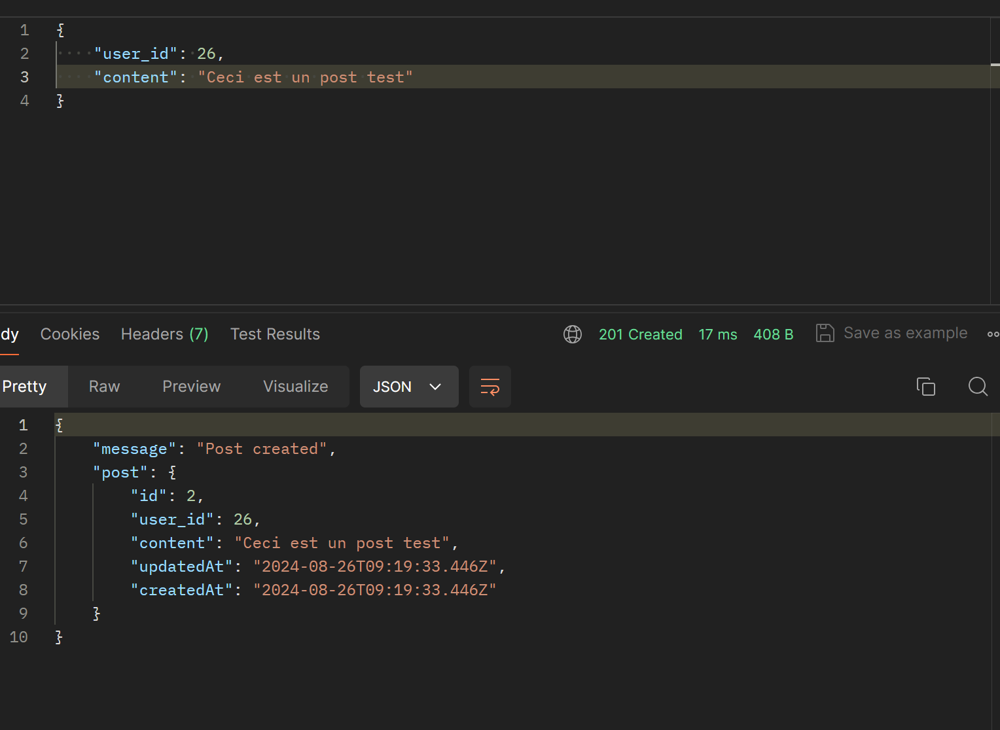 1 {
2 "user_id": 26,
3 "content": "Ceci est un post test"
4 }
dy Cookies Headers (7) Test Results 201 Created 17 ms 408 B Save as example
Pretty Raw Preview Visualize JSON
1 {
2 "message": "Post created",
3 "post": {
4 "id": 2,
5 "user_id": 26,
6 "content": "Ceci est un post test",
7 "updatedAt": "2024-08-26T09:19:33.446Z",
8 "createdAt": "2024-08-26T09:19:33.446Z"
9 }
10 }